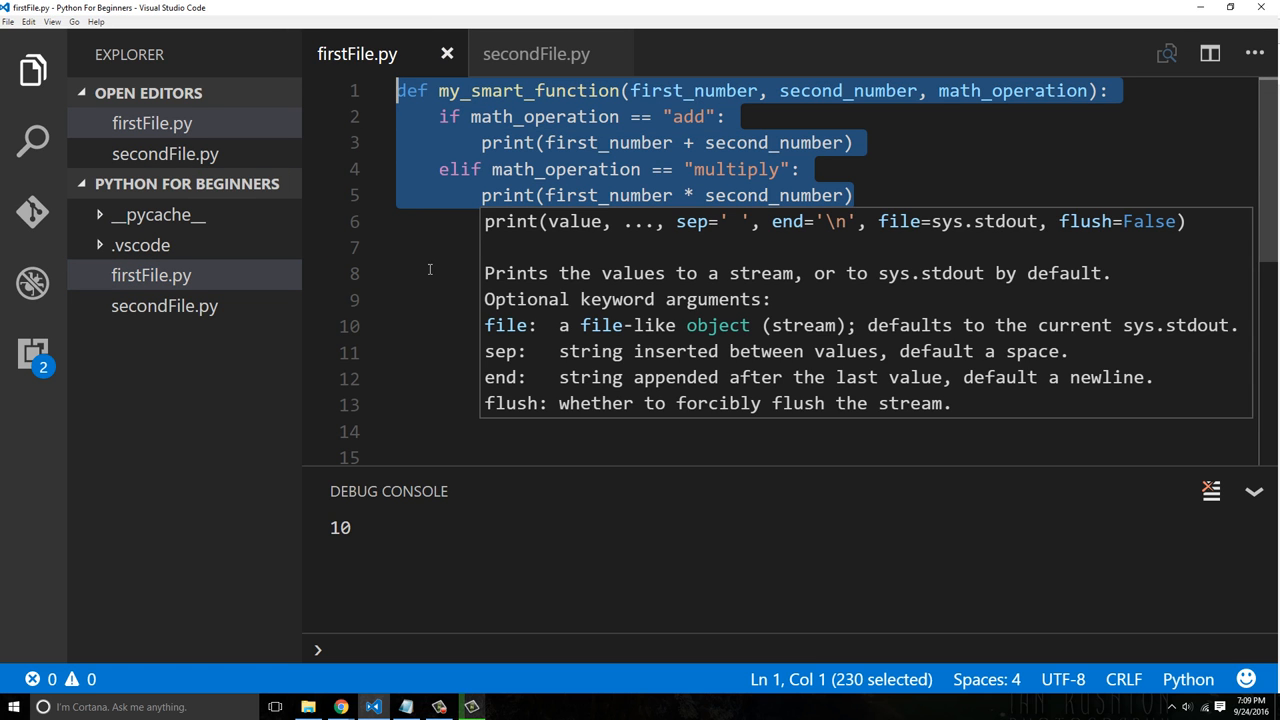 firstFile.py - Python For Beginners - Visual Studio Code
File Edit View Go Help
EXPLORER
OPEN EDITORS
firstFile.py
secondFile.py
PYTHON FOR BEGINNERS
__pycache__
.vscode
firstFile.py
secondFile.py
2
firstFile.py secondFile.py
1 def my_smart_function(first_number, second_number, math_operation):
2 if math_operation == "add":
3 print(first_number + second_number)
4 elif math_operation == "multiply":
5 print(first_number * second_number)
6
7
8
9
10
11
12
13
14
15
print(value, ..., sep=' ', end='\n', file=sys.stdout, flush=False)
Prints the values to a stream, or to sys.stdout by default.
Optional keyword arguments:
file: a file-like object (stream); defaults to the current sys.stdout.
sep: string inserted between values, default a space.
end: string appended after the last value, default a newline.
flush: whether to forcibly flush the stream.
DEBUG CONSOLE
10
0 0 Ln 1, Col 1 (230 selected) Spaces: 4 UTF-8 CRLF Python
I'm Cortana. Ask me anything.
7:09 PM
9/24/2016